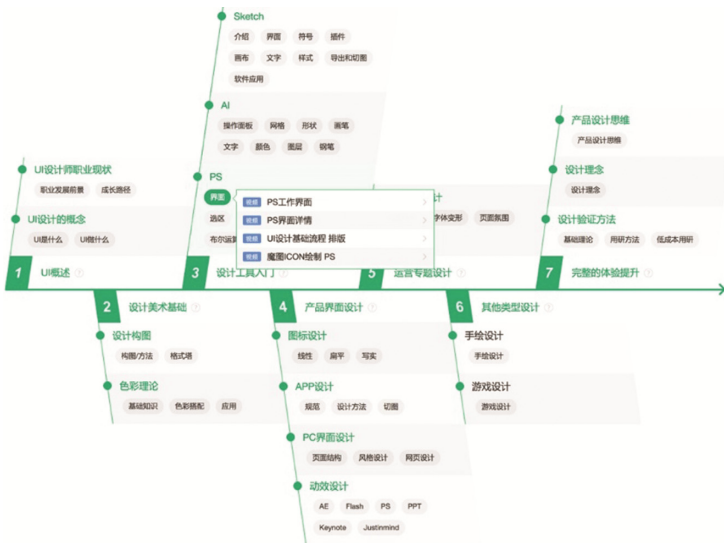 Sketch
介绍 界面 符号 插件
画布 文字 样式 导出和切图
软件应用
AI
操作面板 网格 形状 画笔
文字 颜色 图层 钢笔
PS
界面
选区
布尔运算
视频 PS工作界面
视频 PS界面详情
视频 UI设计基础流程 排版
视频 魔图ICON绘制 PS
计
字体变形 页面氛围
UI设计师职业现状
职业发展前景 成长路径
UI设计的概念
UI是什么 UI做什么
产品设计思维
产品设计思维
设计理念
设计理念
设计验证方法
基础理论 用研方法 低成本用研
1 UI概述 ?
3 设计工具入门 ?
5 运营专题设计 ?
7 完整的体验提升 ?
2 设计美术基础 ?
设计构图
构图/方法 格式塔
色彩理论
基础知识 色彩搭配 应用
4 产品界面设计 ?
图标设计
线性 扁平 写实
APP设计
规范 设计方法 切图
PC界面设计
页面结构 风格设计 网页设计
动效设计
AE Flash PS PPT
Keynote Justinmind
6 其他类型设计 ?
手绘设计
手绘设计
游戏设计
游戏设计